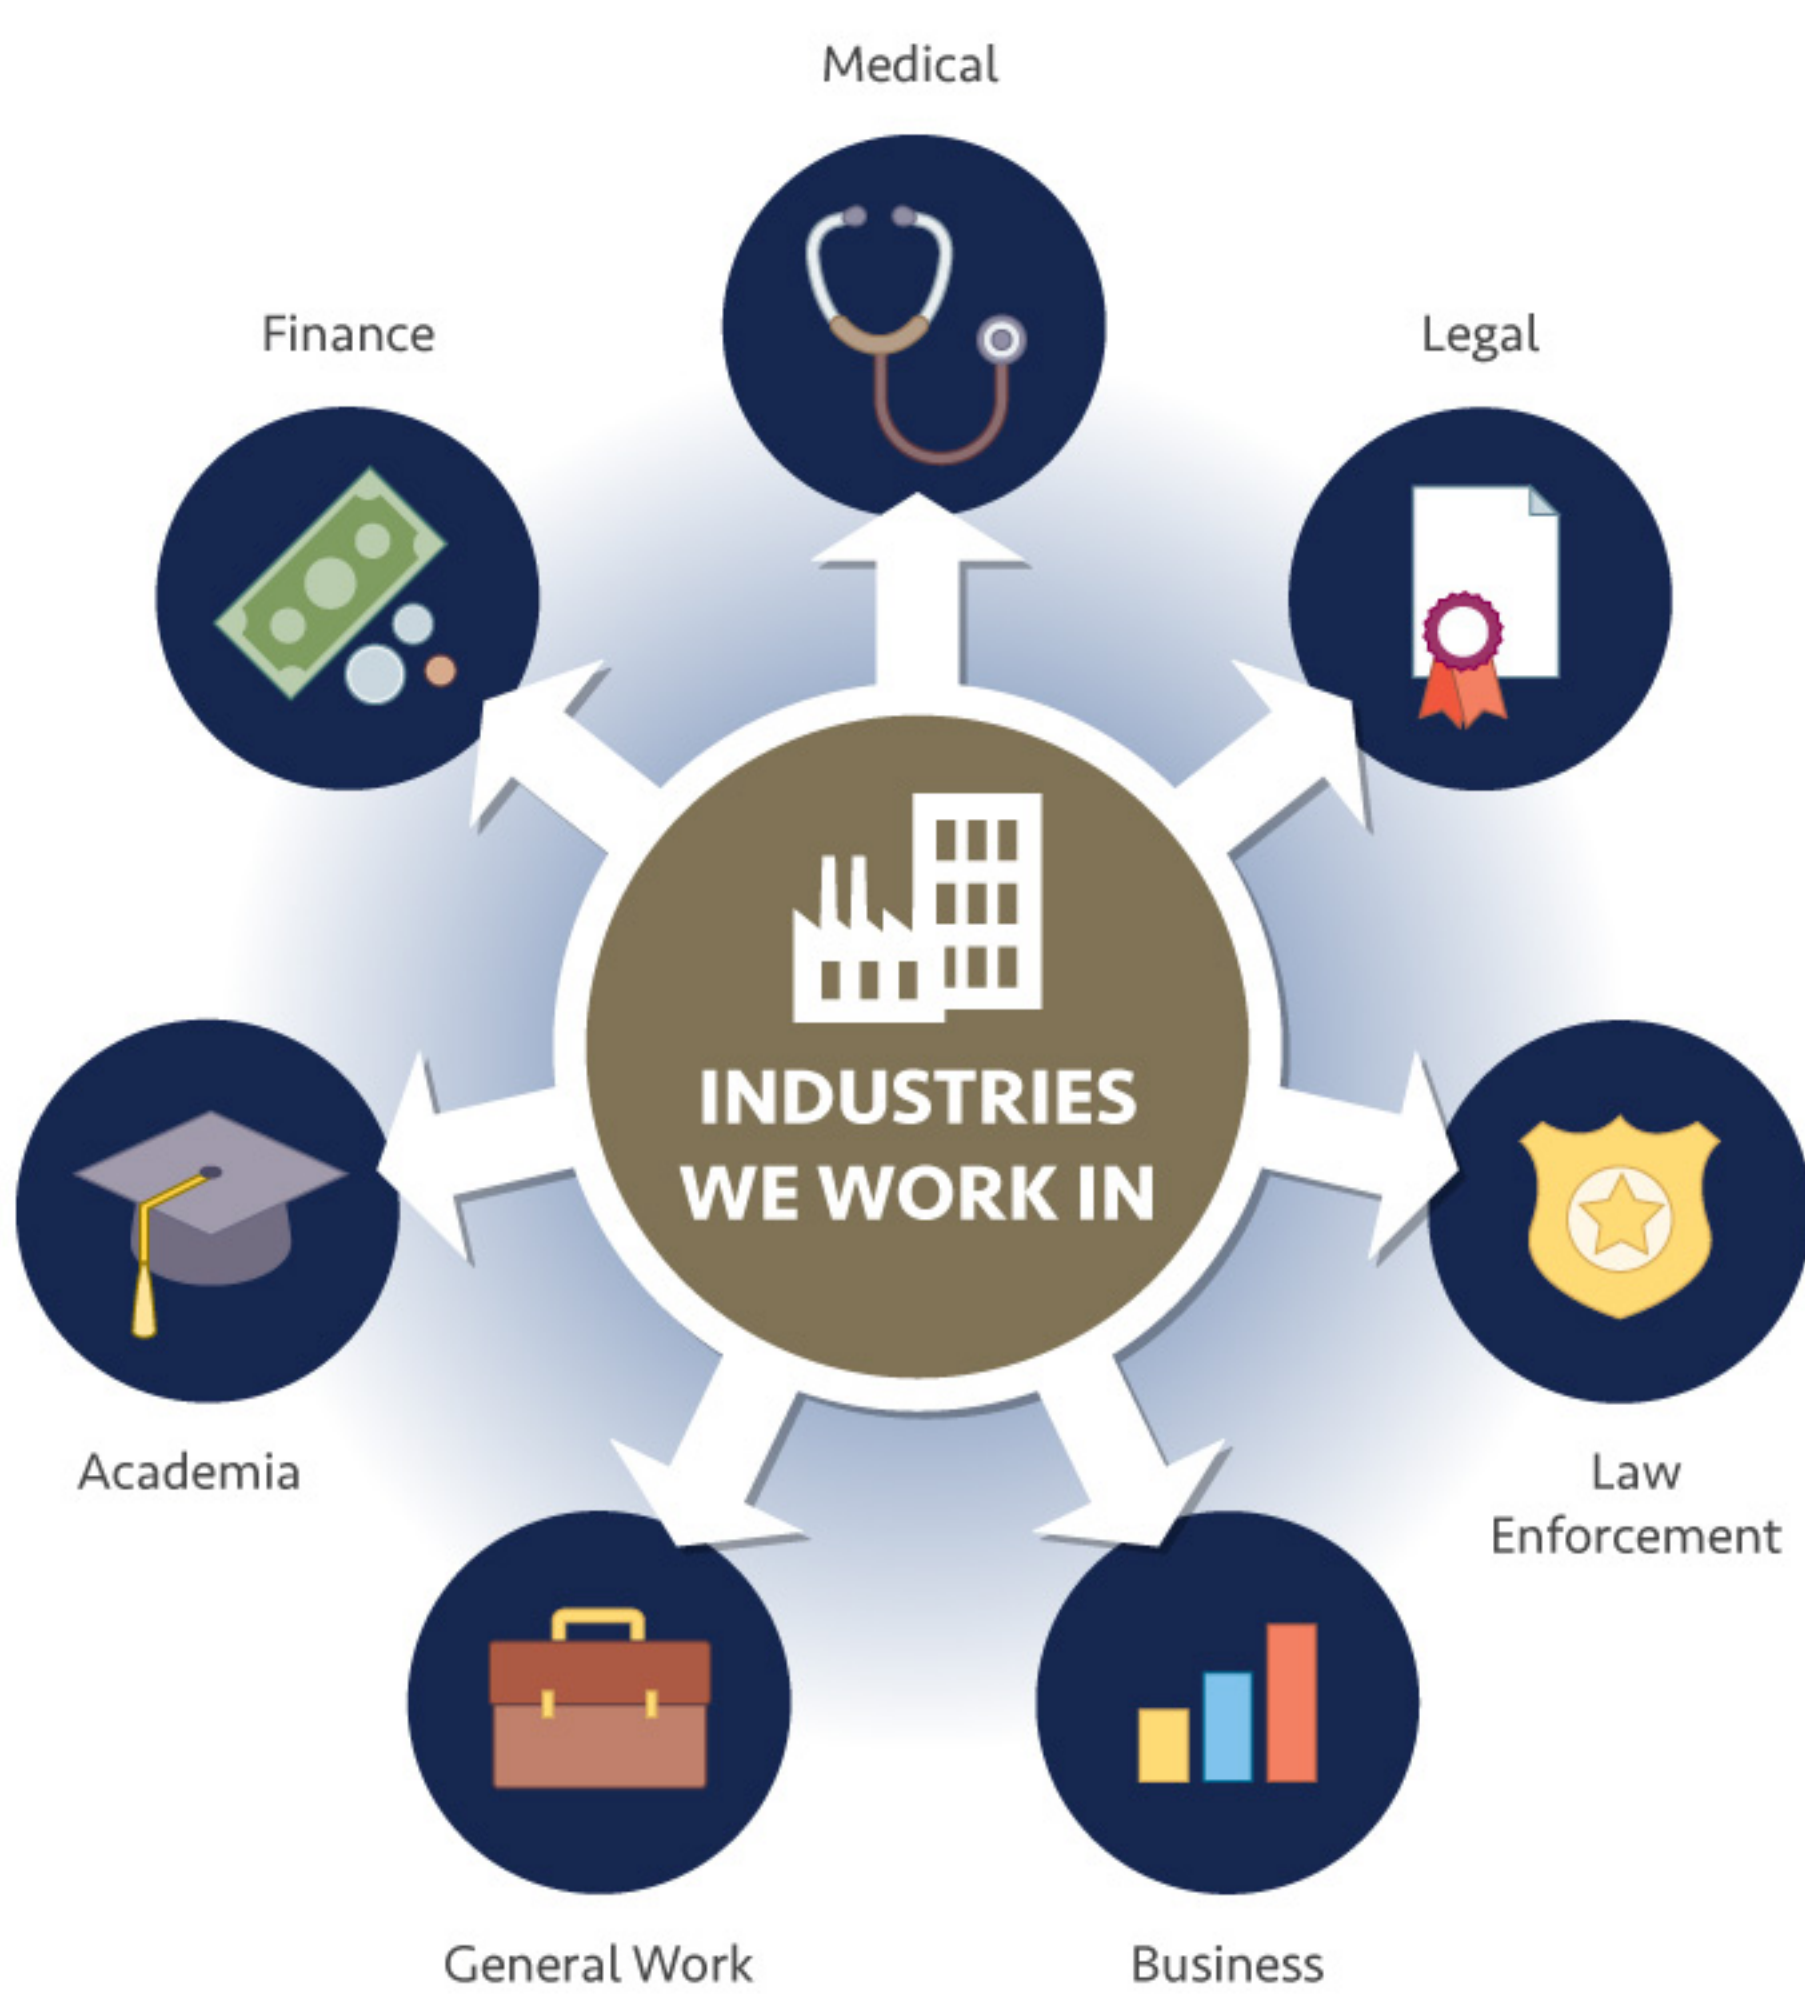 Medical
Finance
Legal
INDUSTRIES
WE WORK IN
Academia
Law
Enforcement
General Work
Business